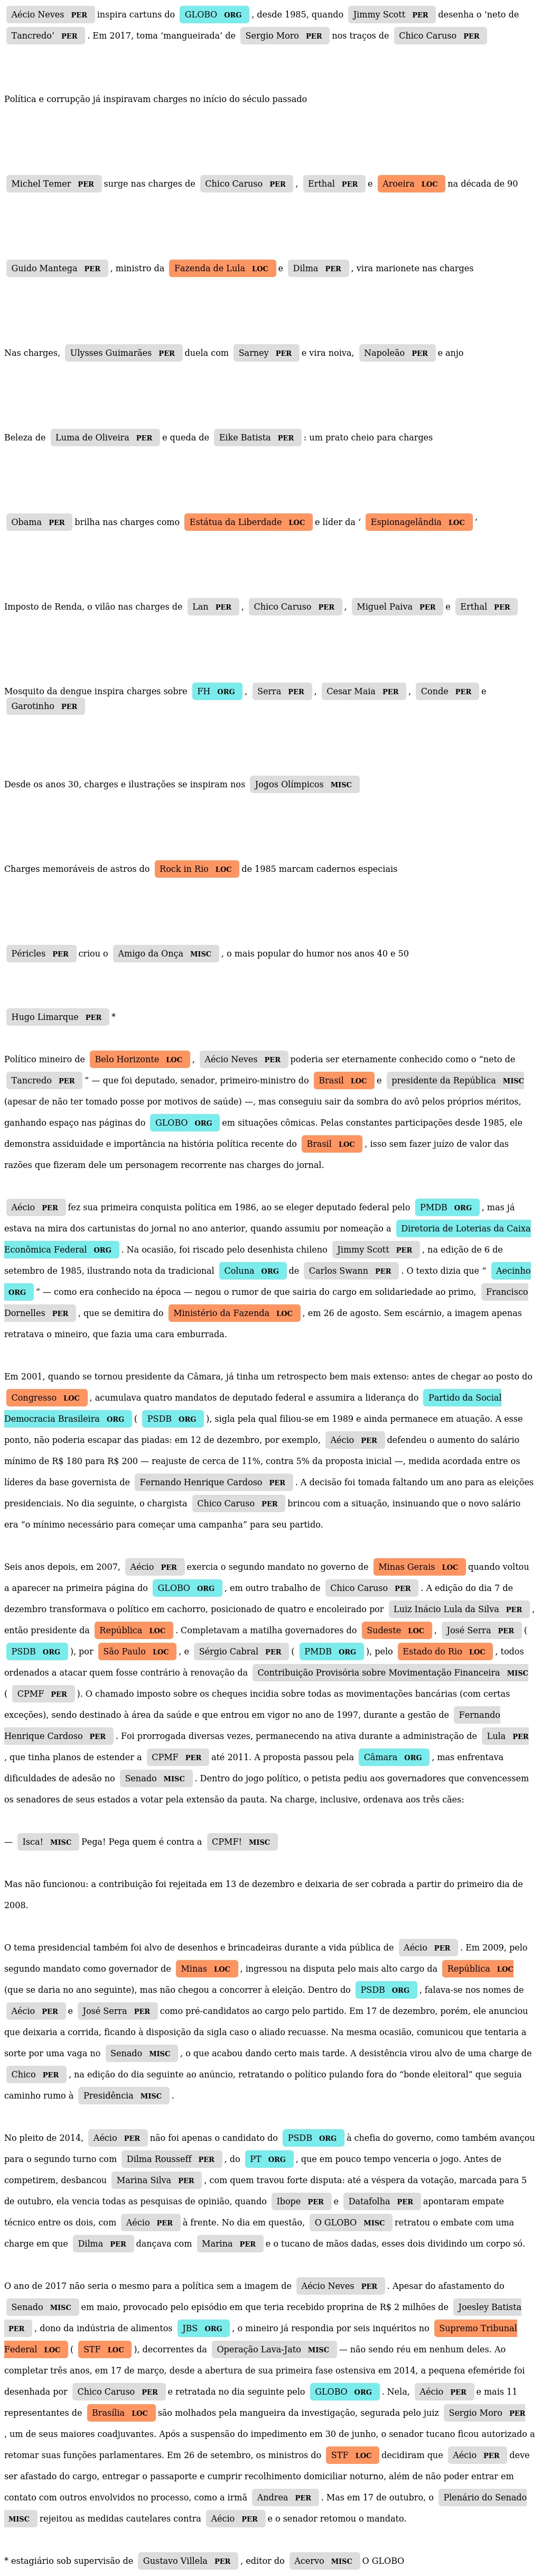 Aécio Neves PER inspira cartuns do GLOBO ORG , desde 1985, quando Jimmy Scott PER desenha o ‘neto de
Tancredo’ PER . Em 2017, toma ‘mangueirada’ de Sergio Moro PER nos traços de Chico Caruso PER
Política e corrupção já inspiravam charges no início do século passado
Michel Temer PER surge nas charges de Chico Caruso PER , Erthal PER e Aroeira LOC na década de 90
Guido Mantega PER , ministro da Fazenda de Lula LOC e Dilma PER , vira marionete nas charges
Nas charges, Ulysses Guimarães PER duela com Sarney PER e vira noiva, Napoleão PER e anjo
Beleza de Luma de Oliveira PER e queda de Eike Batista PER : um prato cheio para charges
Obama PER brilha nas charges como Estátua da Liberdade LOC e líder da ‘ Espionagelândia LOC ’
Imposto de Renda, o vilão nas charges de Lan PER , Chico Caruso PER , Miguel Paiva PER e Erthal PER
Mosquito da dengue inspira charges sobre FH ORG , Serra PER , Cesar Maia PER , Conde PER e
Garotinho PER
Desde os anos 30, charges e ilustrações se inspiram nos Jogos Olímpicos MISC
Charges memoráveis de astros do Rock in Rio LOC de 1985 marcam cadernos especiais
Péricles PER criou o Amigo da Onça MISC , o mais popular do humor nos anos 40 e 50
Hugo Limarque PER *
Político mineiro de Belo Horizonte LOC , Aécio Neves PER poderia ser eternamente conhecido como o “neto de
Tancredo PER ” — que foi deputado, senador, primeiro-ministro do Brasil LOC e presidente da República MISC
(apesar de não ter tomado posse por motivos de saúde) —, mas conseguiu sair da sombra do avô pelos próprios méritos,
ganhando espaço nas páginas do GLOBO ORG em situações cômicas. Pelas constantes participações desde 1985, ele
demonstra assiduidade e importância na história política recente do Brasil LOC , isso sem fazer juízo de valor das
razões que fizeram dele um personagem recorrente nas charges do jornal.
Aécio PER fez sua primeira conquista política em 1986, ao se eleger deputado federal pelo PMDB ORG , mas já
estava na mira dos cartunistas do jornal no ano anterior, quando assumiu por nomeação a Diretoria de Loterias da Caixa
Econômica Federal ORG . Na ocasião, foi riscado pelo desenhista chileno Jimmy Scott PER , na edição de 6 de
setembro de 1985, ilustrando nota da tradicional Coluna ORG de Carlos Swann PER . O texto dizia que “ Aecinho
ORG ” — como era conhecido na época — negou o rumor de que sairia do cargo em solidariedade ao primo, Francisco
Dornelles PER , que se demitira do Ministério da Fazenda LOC , em 26 de agosto. Sem escárnio, a imagem apenas
retratava o mineiro, que fazia uma cara emburrada.
Em 2001, quando se tornou presidente da Câmara, já tinha um retrospecto bem mais extenso: antes de chegar ao posto do
Congresso LOC , acumulava quatro mandatos de deputado federal e assumira a liderança do Partido da Social
Democracia Brasileira ORG ( PSDB ORG ), sigla pela qual filiou-se em 1989 e ainda permanece em atuação. A esse
ponto, não poderia escapar das piadas: em 12 de dezembro, por exemplo, Aécio PER defendeu o aumento do salário
mínimo de R$ 180 para R$ 200 — reajuste de cerca de 11%, contra 5% da proposta inicial —, medida acordada entre os
líderes da base governista de Fernando Henrique Cardoso PER . A decisão foi tomada faltando um ano para as eleições
presidenciais. No dia seguinte, o chargista Chico Caruso PER brincou com a situação, insinuando que o novo salário
era “o mínimo necessário para começar uma campanha” para seu partido.
Seis anos depois, em 2007, Aécio PER exercia o segundo mandato no governo de Minas Gerais LOC quando voltou
a aparecer na primeira página do GLOBO ORG , em outro trabalho de Chico Caruso PER . A edição do dia 7 de
dezembro transformava o político em cachorro, posicionado de quatro e encoleirado por Luiz Inácio Lula da Silva PER ,
então presidente da República LOC . Completavam a matilha governadores do Sudeste LOC , José Serra PER (
PSDB ORG ), por São Paulo LOC , e Sérgio Cabral PER ( PMDB ORG ), pelo Estado do Rio LOC , todos
ordenados a atacar quem fosse contrário à renovação da Contribuição Provisória sobre Movimentação Financeira MISC
( CPMF PER ). O chamado imposto sobre os cheques incidia sobre todas as movimentações bancárias (com certas
exceções), sendo destinado à área da saúde e que entrou em vigor no ano de 1997, durante a gestão de Fernando
Henrique Cardoso PER . Foi prorrogada diversas vezes, permanecendo na ativa durante a administração de Lula PER
, que tinha planos de estender a CPMF PER até 2011. A proposta passou pela Câmara ORG , mas enfrentava
dificuldades de adesão no Senado MISC . Dentro do jogo político, o petista pediu aos governadores que convencessem
os senadores de seus estados a votar pela extensão da pauta. Na charge, inclusive, ordenava aos três cães:
— Isca! MISC Pega! Pega quem é contra a CPMF! MISC
Mas não funcionou: a contribuição foi rejeitada em 13 de dezembro e deixaria de ser cobrada a partir do primeiro dia de
2008.
O tema presidencial também foi alvo de desenhos e brincadeiras durante a vida pública de Aécio PER . Em 2009, pelo
segundo mandato como governador de Minas LOC , ingressou na disputa pelo mais alto cargo da República LOC
(que se daria no ano seguinte), mas não chegou a concorrer à eleição. Dentro do PSDB ORG , falava-se nos nomes de
Aécio PER e José Serra PER como pré-candidatos ao cargo pelo partido. Em 17 de dezembro, porém, ele anunciou
que deixaria a corrida, ficando à disposição da sigla caso o aliado recuasse. Na mesma ocasião, comunicou que tentaria a
sorte por uma vaga no Senado MISC , o que acabou dando certo mais tarde. A desistência virou alvo de uma charge de
Chico PER , na edição do dia seguinte ao anúncio, retratando o político pulando fora do “bonde eleitoral” que seguia
caminho rumo à Presidência MISC .
No pleito de 2014, Aécio PER não foi apenas o candidato do PSDB ORG à chefia do governo, como também avançou
para o segundo turno com Dilma Rousseff PER , do PT ORG , que em pouco tempo venceria o jogo. Antes de
competirem, desbancou Marina Silva PER , com quem travou forte disputa: até a véspera da votação, marcada para 5
de outubro, ela vencia todas as pesquisas de opinião, quando Ibope PER e Datafolha PER apontaram empate
técnico entre os dois, com Aécio PER à frente. No dia em questão, O GLOBO MISC retratou o embate com uma
charge em que Dilma PER dançava com Marina PER e o tucano de mãos dadas, esses dois dividindo um corpo só.
O ano de 2017 não seria o mesmo para a política sem a imagem de Aécio Neves PER . Apesar do afastamento do
Senado MISC em maio, provocado pelo episódio em que teria recebido propina de R$ 2 milhões de Joesley Batista
PER , dono da indústria de alimentos JBS ORG , o mineiro já respondia por seis inquéritos no Supremo Tribunal
Federal LOC ( STF LOC ), decorrentes da Operação Lava-Jato MISC — não sendo réu em nenhum deles. Ao
completar três anos, em 17 de março, desde a abertura de sua primeira fase ostensiva em 2014, a pequena efeméride foi
desenhada por Chico Caruso PER e retratada no dia seguinte pelo GLOBO ORG . Nela, Aécio PER e mais 11
representantes de Brasília LOC são molhados pela mangueira da investigação, segurada pelo juiz Sergio Moro PER
, um de seus maiores coadjuvantes. Após a suspensão do impedimento em 30 de junho, o senador tucano ficou autorizado a
retomar suas funções parlamentares. Em 26 de setembro, os ministros do STF LOC decidiram que Aécio PER deve
ser afastado do cargo, entregar o passaporte e cumprir recolhimento domiciliar noturno, além de não poder entrar em
contato com outros envolvidos no processo, como a irmã Andrea PER . Mas em 17 de outubro, o Plenário do Senado
MISC rejeitou as medidas cautelares contra Aécio PER e o senador retomou o mandato.
* estagiário sob supervisão de Gustavo Villela PER , editor do Acervo MISC O GLOBO